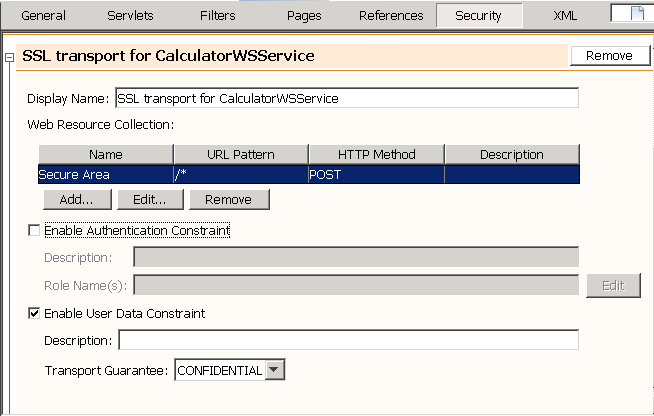 General Servlets Filters Pages References Security XML
SSL transport for CalculatorWSService Remove
Display Name: SSL transport for CalculatorWSService
Web Resource Collection:
Name URL Pattern HTTP Method Description
Secure Area /* POST
Add... Edit... Remove
Enable Authentication Constraint
Description:
Role Name(s): Edit
Enable User Data Constraint
Description:
Transport Guarantee: CONFIDENTIAL